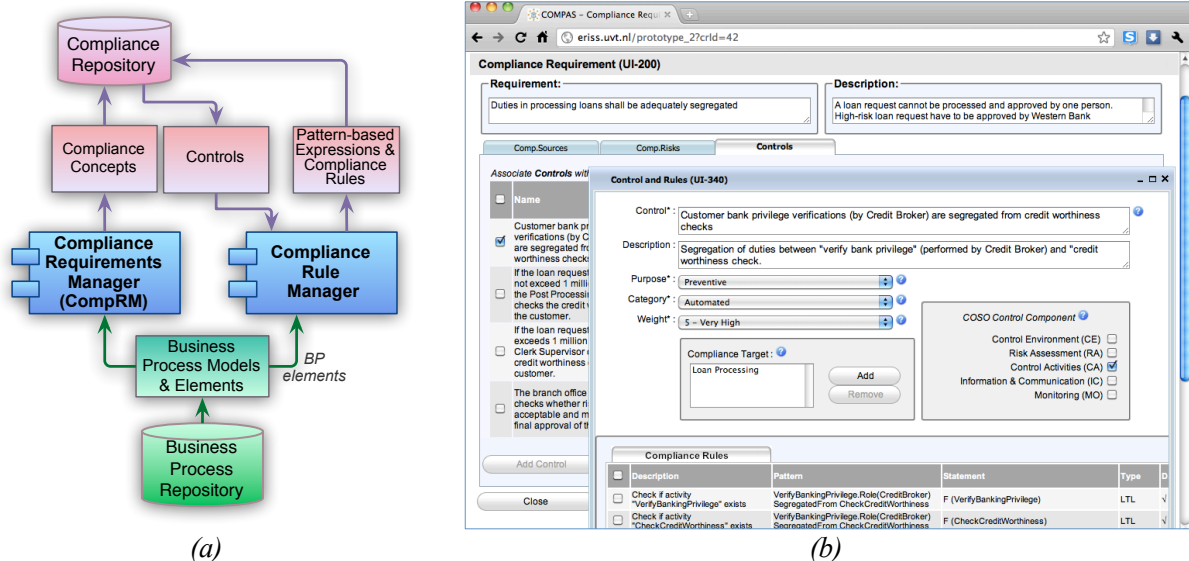 Compliance
Repository
Compliance
Concepts
Controls
Pattern-based
Expressions &
Compliance
Rules
Compliance
Requirements
Manager
(CompRM)
Compliance
Rule
Manager
Business
Process Models
& Elements
BP
elements
Business
Process
Repository
(a)
COMPAS – Compliance Requ
eriss.uvt.nl/prototype_2?crId=42
Compliance Requirement (UI-200)
Requirement:
Duties in processing loans shall be adequately segregated
Description:
A loan request cannot be processed and approved by one person.
High-risk loan request have to be approved by Western Bank
Comp.Sources
Comp.Risks
Controls
Associate Controls with
Name
Customer bank pr
verifications (by C
are segregated fro
worthiness checks
If the loan request
not exceed 1 milli
the Post Processin
checks the credit w
the customer.
If the loan request
exceeds 1 million
Clerk Supervisor c
credit worthiness
customer.
The branch office
checks whether ris
acceptable and m
final approval of th
Add Control
Close
Control and Rules (UI-340)
Control* :
Customer bank privilege verifications (by Credit Broker) are segregated from credit worthiness
checks
Description :
Segregation of duties between "verify bank privilege" (performed by Credit Broker) and "credit
worthiness check.
Purpose* :
Preventive
Category* :
Automated
Weight* :
5 – Very High
Compliance Target :
Loan Processing
Add
Remove
COSO Control Component
Control Environment (CE)
Risk Assessment (RA)
Control Activities (CA)
Information & Communication (IC)
Monitoring (MO)
Compliance Rules
Description Pattern Statement Type D
Check if activity
"VerifyBankingPrivilege" exists
VerifyBankingPrivilege.Role(CreditBroker)
SegregatedFrom CheckCreditWorthiness
F (VerifyBankingPrivilege)
LTL
√
Check if activity
"CheckCreditWorthiness" exists
VerifyBankingPrivilege.Role(CreditBroker)
SegregatedFrom CheckCreditWorthiness
F (CheckCreditWorthiness)
LTL
√
(b)